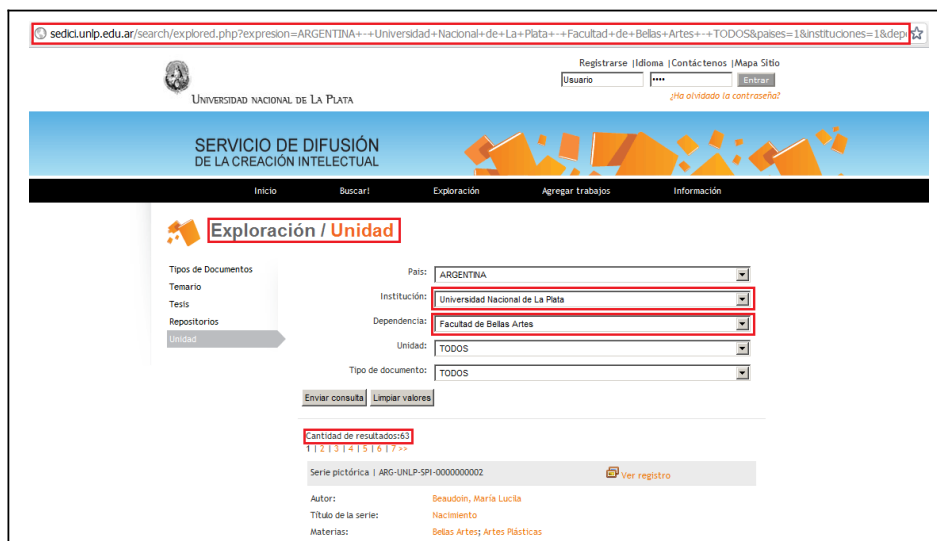 sedici.unlp.edu.ar/search/explored.php?expresion=ARGENTINA+-+Universidad+Nacional+de+La+Plata+-+Facultad+de+Bellas+Artes+-+TODOS&paises=1&instituciones=1&depe
Registrarse |Idioma |Contáctenos |Mapa Sitio
Usuario •••• Entrar
¿Ha olvidado la contraseña?
UNIVERSIDAD NACIONAL DE LA PLATA
SERVICIO DE DIFUSIÓN
DE LA CREACIÓN INTELECTUAL
Inicio Buscar! Exploración Agregar trabajos Información
Exploración / Unidad
Tipos de Documentos
Temario
Tesis
Repositorios
Unidad
País: ARGENTINA
Institución: Universidad Nacional de La Plata
Dependencia: Facultad de Bellas Artes
Unidad: TODOS
Tipo de documento: TODOS
Enviar consulta Limpiar valores
Cantidad de resultados:63
1 | 2 | 3 | 4 | 5 | 6 | 7 >>
Serie pictórica | ARG-UNLP-SPI-0000000002 Ver registro
Autor: Beaudoin, María Lucila
Título de la serie: Nacimiento
Materias: Bellas Artes; Artes Plásticas